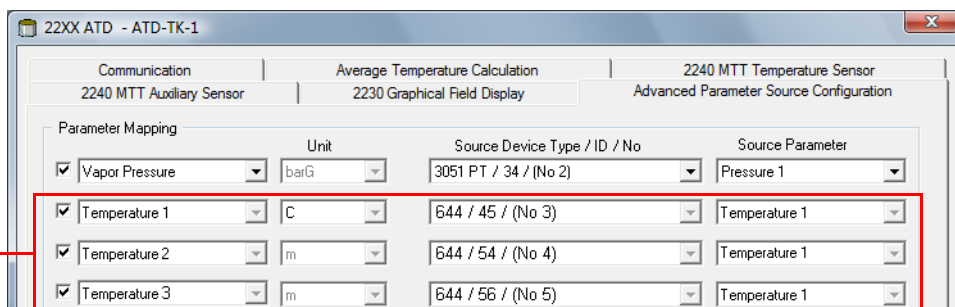 22XX ATD - ATD-TK-1
Communication Average Temperature Calculation 2240 MTT Temperature Sensor
2240 MTT Auxiliary Sensor 2230 Graphical Field Display Advanced Parameter Source Configuration
Parameter Mapping
Unit Source Device Type / ID / No Source Parameter
Vapor Pressure barG 3051 PT / 34 / (No 2) Pressure 1
Temperature 1 C 644 / 45 / (No 3) Temperature 1
Temperature 2 m 644 / 54 / (No 4) Temperature 1
Temperature 3 m 644 / 56 / (No 5) Temperature 1